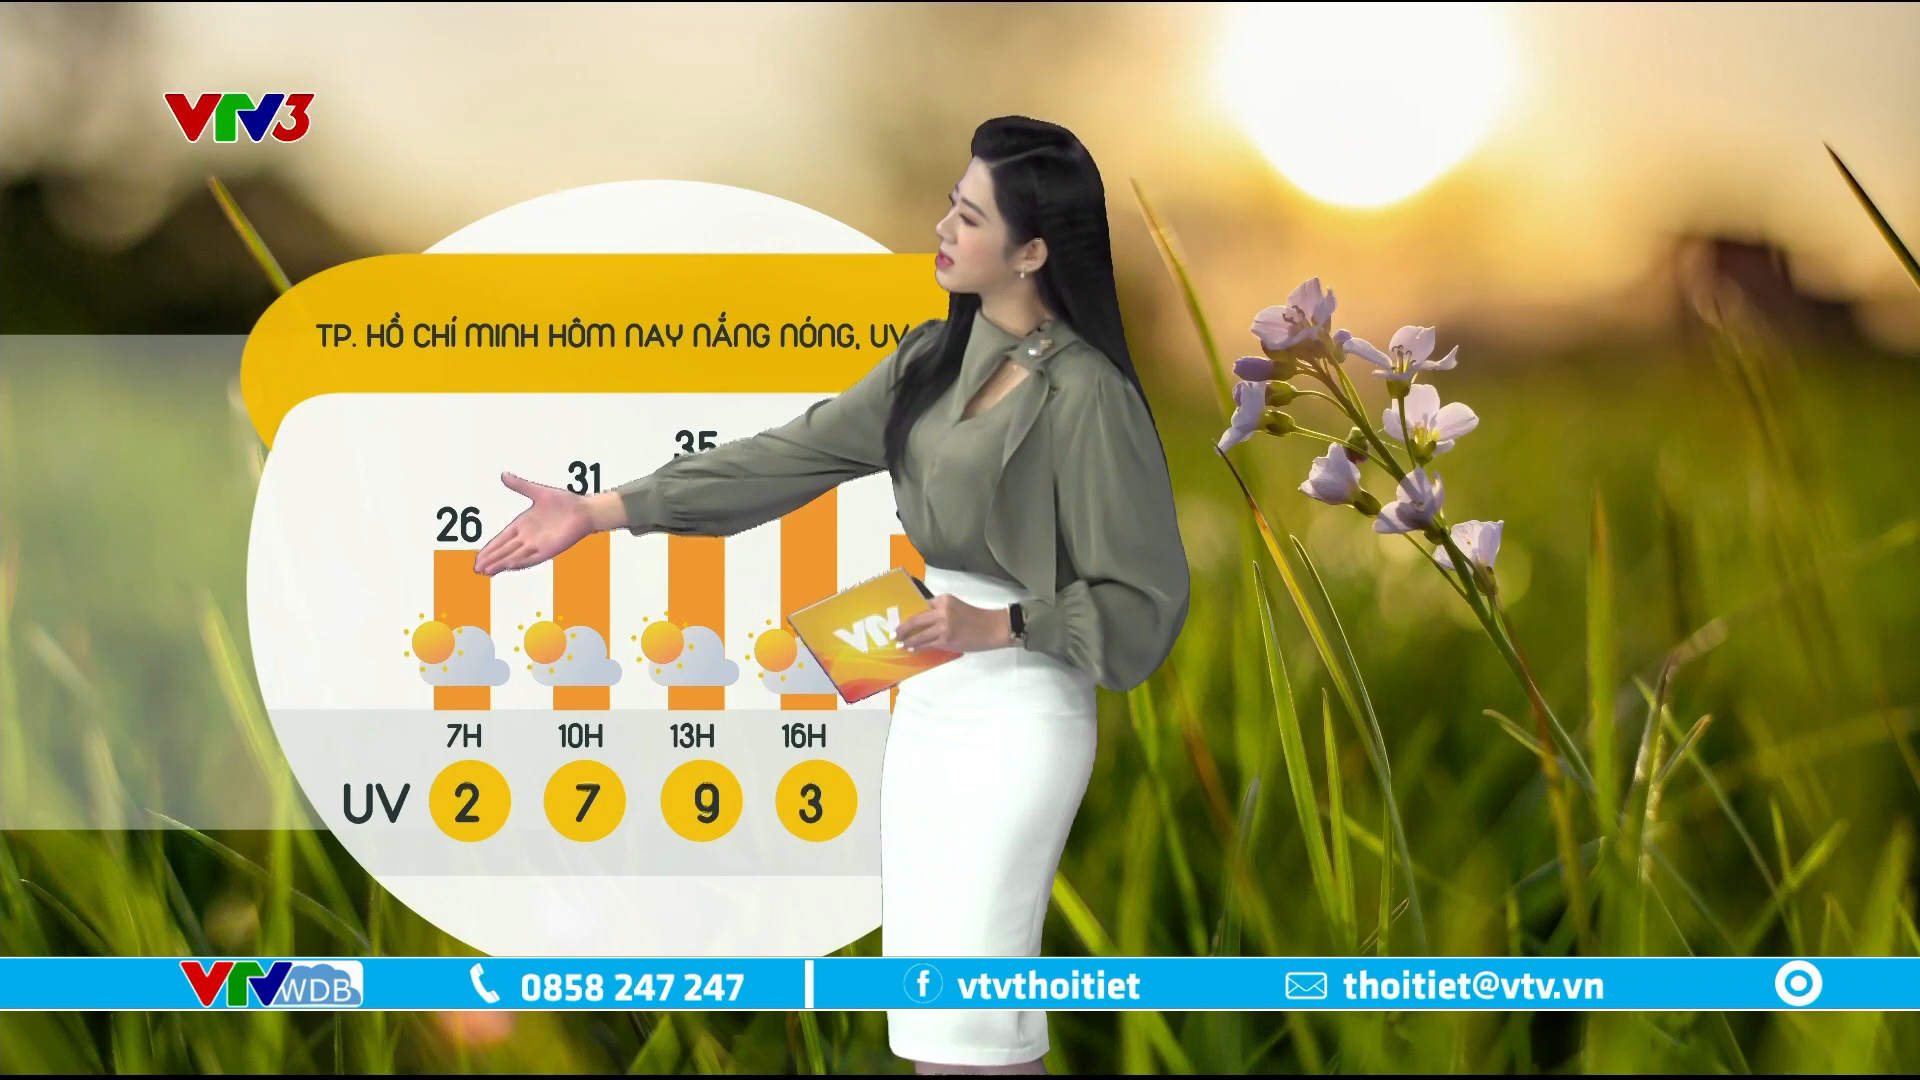 VTV3
TP. HỒ CHÍ MINH HÔM NAY NẮNG NÓNG, UV
26
31
35
7H
10H
13H
16H
UV
2
7
9
3
VTV
VTV WDB
0858 247 247
vtvthoitiet
thoitiet@vtv.vn